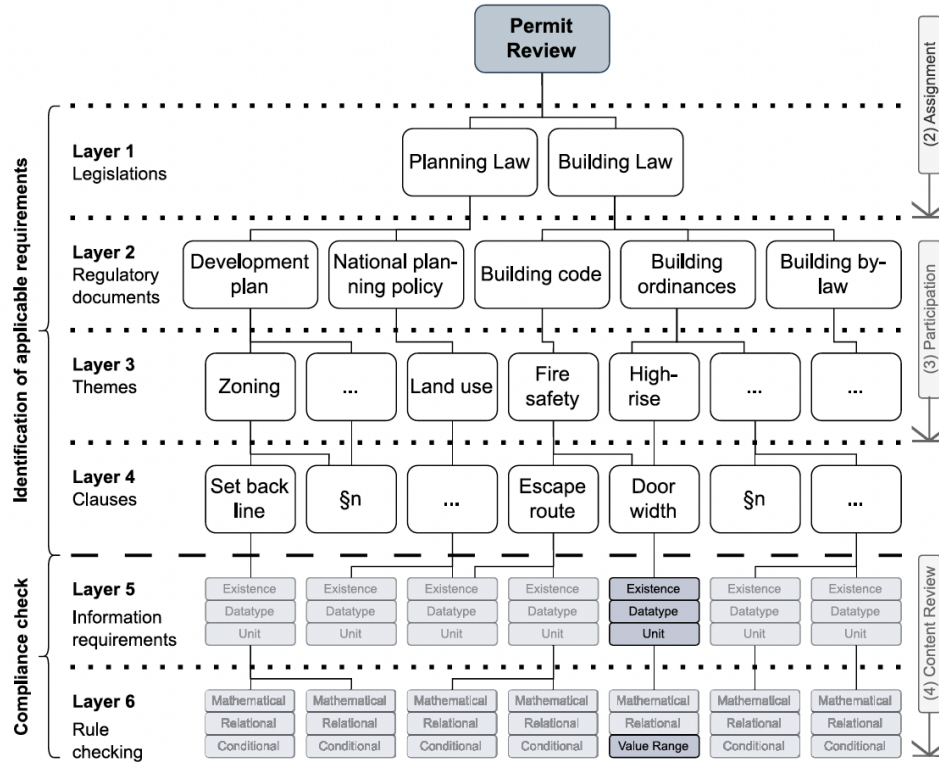 Permit
Review
(2) Assignment
Identification of applicable requirements
Layer 1
Legislations
Planning Law
Building Law
Layer 2
Regulatory
documents
Development
plan
National plan-
ning policy
Building code
Building
ordinances
Building by-
law
(3) Participation
Layer 3
Themes
Zoning
...
Land use
Fire
safety
High-
rise
...
...
Layer 4
Clauses
Set back
line
§n
...
Escape
route
Door
width
§n
...
Compliance check
(4) Content Review
Layer 5
Information
requirements
Existence Existence Existence Existence Existence Existence Existence
Datatype Datatype Datatype Datatype Datatype Datatype Datatype
Unit Unit Unit Unit Unit Unit Unit
Layer 6
Rule
checking
Mathematical Mathematical Mathematical Mathematical Mathematical Mathematical Mathematical
Relational Relational Relational Relational Relational Relational Relational
Conditional Conditional Conditional Conditional Value Range Conditional Conditional